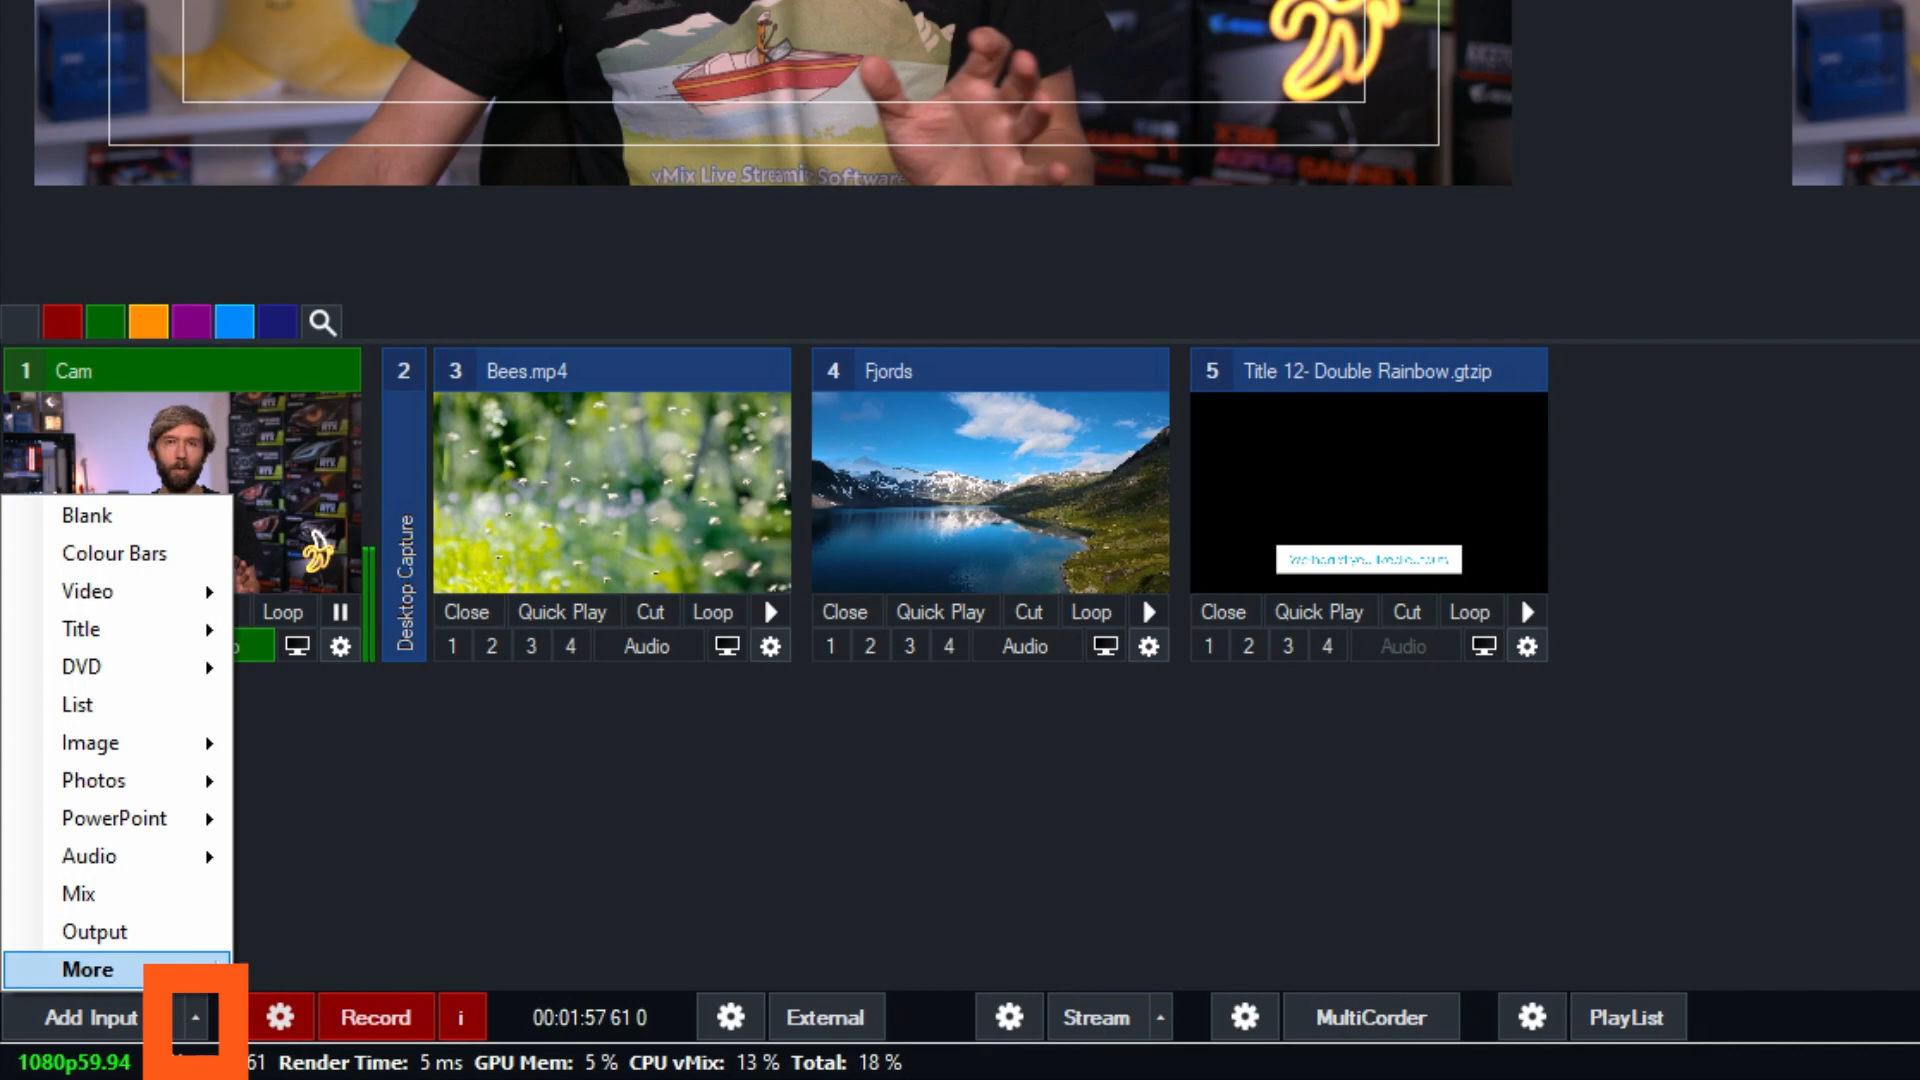 vMix Live Streami Software
1 Cam
2
3 Bees.mp4
4 Fjords
5 Title 12- Double Rainbow.gtzip
Desktop Capture
Blank
Colour Bars
Video
Title
DVD
List
Image
Photos
PowerPoint
Audio
Mix
Output
More
Loop
Close Quick Play Cut Loop
1 2 3 4 Audio
Close Quick Play Cut Loop
1 2 3 4 Audio
Close Quick Play Cut Loop
1 2 3 4 Audio
Add Input
Record i 00:01:57 61 0 External Stream MultiCorder PlayList
1080p59.94 61 Render Time: 5 ms GPU Mem: 5 % CPU vMix: 13 % Total: 18 %